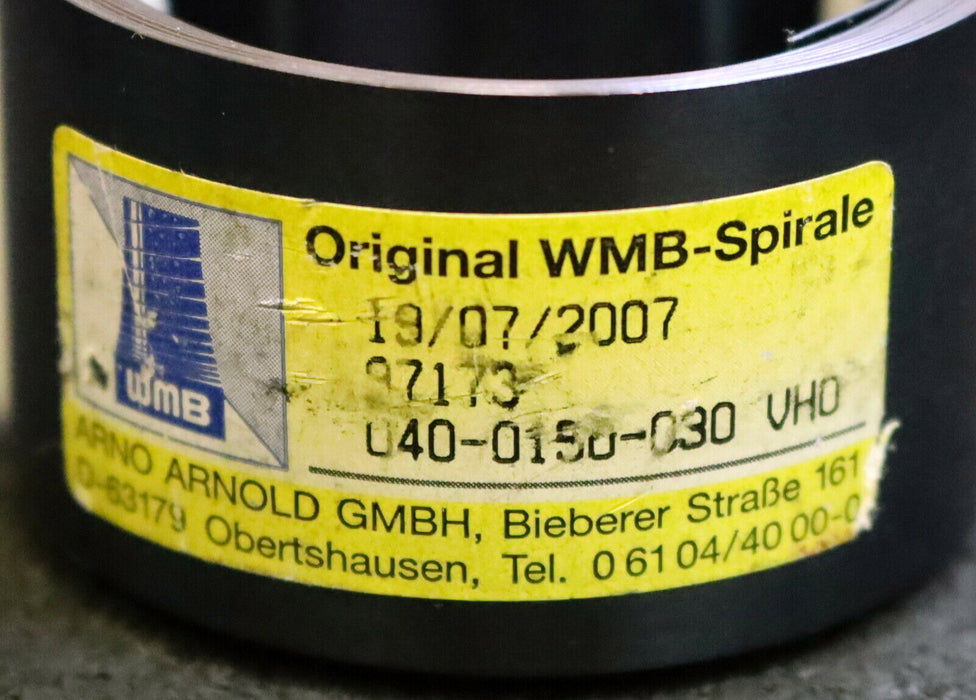 WMB
Original WMB-Spirale
19/07/2007
97173
040-0150-030 VHO
ARNO ARNOLD GMBH, Bieberer Straße 161
D-63179 Obertshausen, Tel. 0 61 04/40 00-0